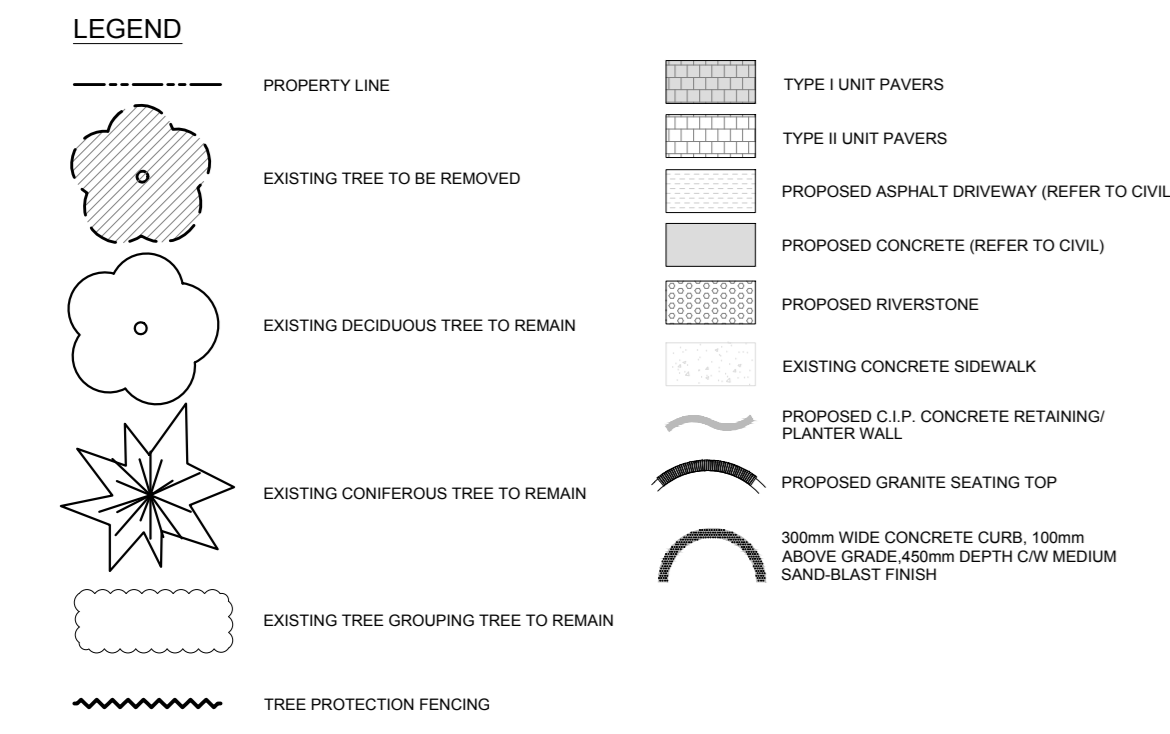 LEGEND
PROPERTY LINE
EXISTING TREE TO BE REMOVED
EXISTING DECIDUOUS TREE TO REMAIN
EXISTING CONIFEROUS TREE TO REMAIN
EXISTING TREE GROUPING TREE TO REMAIN
TREE PROTECTION FENCING
TYPE I UNIT PAVERS
TYPE II UNIT PAVERS
PROPOSED ASPHALT DRIVEWAY (REFER TO CIVIL
PROPOSED CONCRETE (REFER TO CIVIL)
PROPOSED RIVERSTONE
EXISTING CONCRETE SIDEWALK
PROPOSED C.I.P. CONCRETE RETAINING/
PLANTER WALL
PROPOSED GRANITE SEATING TOP
300mm WIDE CONCRETE CURB, 100mm
ABOVE GRADE,450mm DEPTH C/W MEDIUM
SAND-BLAST FINISH